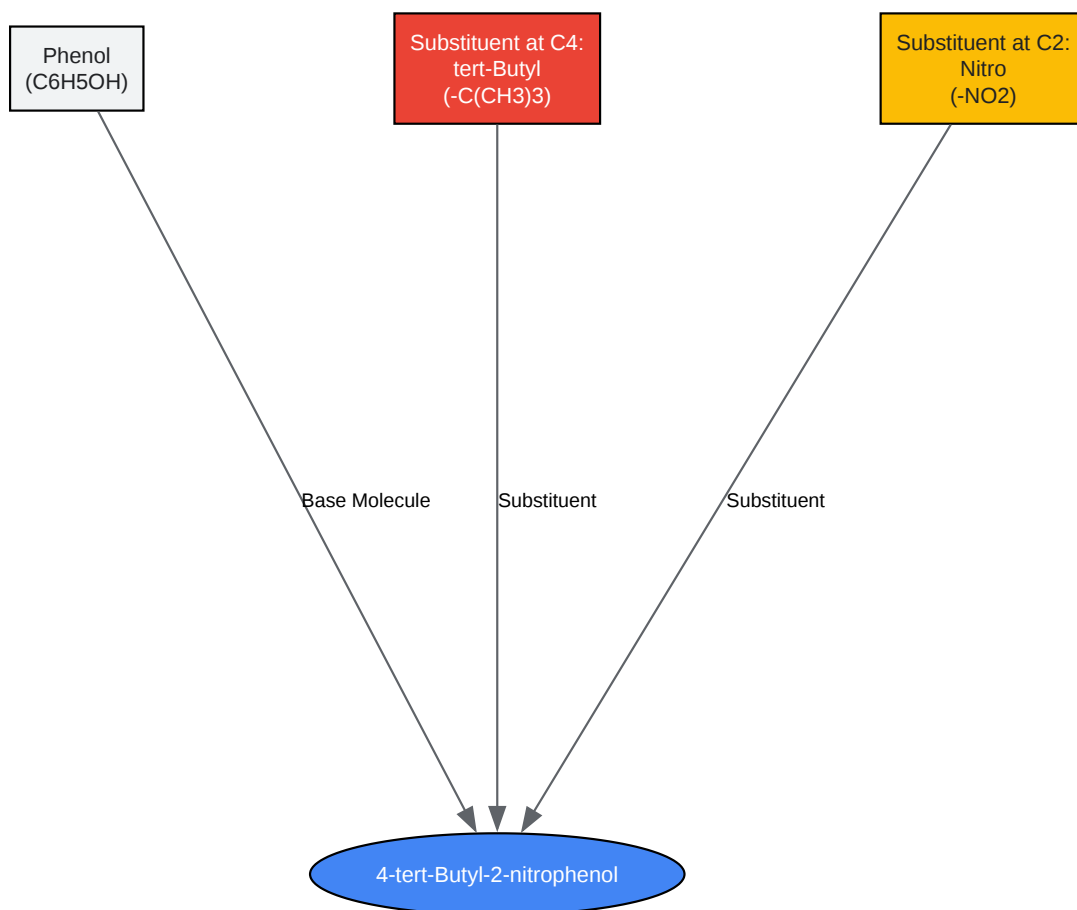 Phenol
(C6H5OH)
Substituent at C4:
tert-Butyl
(-C(CH3)3)
Substituent at C2:
Nitro
(-NO2)
Base Molecule
Substituent
Substituent
4-tert-Butyl-2-nitrophenol